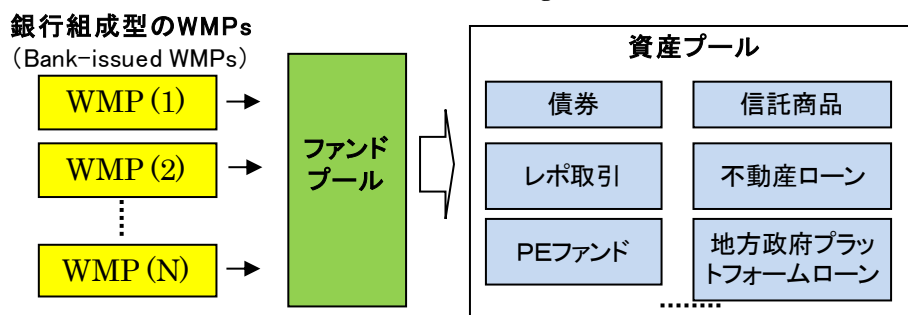 銀行組成型のWMPs
（Bank-issued WMPs）
WMP(1)
WMP(2)
WMP(N)
ファンド
プール
資産プール
債券
信託商品
レポ取引
不動産ローン
PEファンド
地方政府プラッ
トフォームローン